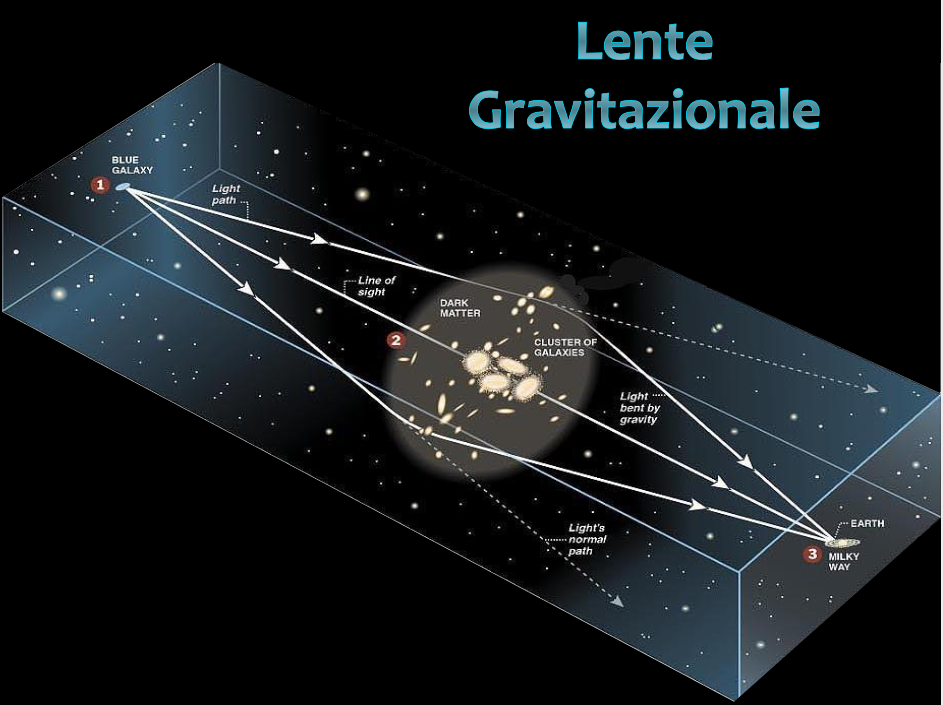 Lente
Gravitazionale
BLUE
GALAXY
1
Light
path
Line of
sight
DARK
MATTER
2
CLUSTER OF
GALAXIES
Light
bent by
gravity
Light's
normal
path
EARTH
3
MILKY
WAY